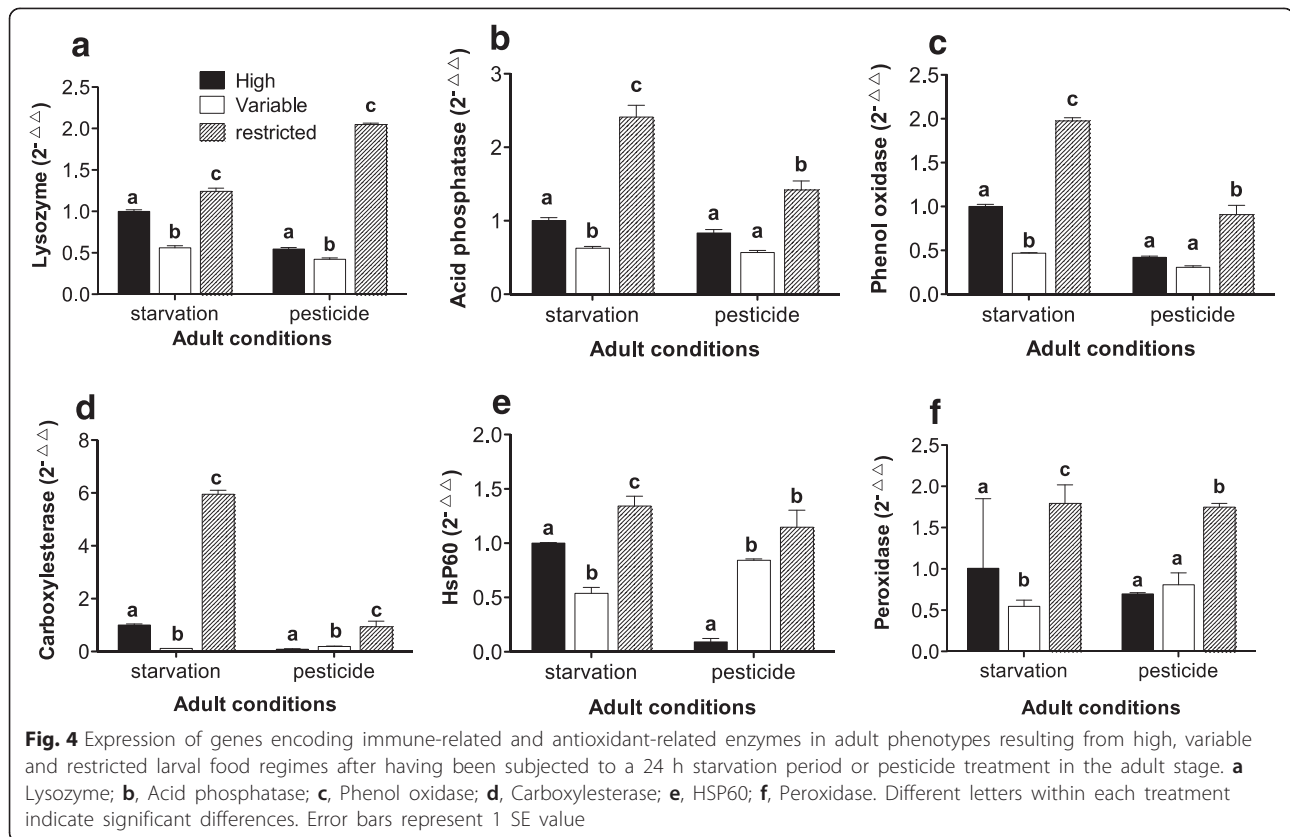 a
High
Variable
restricted
Lysozyme (2-△△)
2.5
2.0
1.5
1.0
0.5
0.0
a b c a b c
starvation pesticide
Adult conditions
b
Acid phosphatase (2-△△)
3
2
1
0
a b c a a b
starvation pesticide
Adult conditions
c
Phenol oxidase (2-△△)
2.5
2.0
1.5
1.0
0.5
0.0
a b c a a b
starvation pesticide
Adult conditions
d
Carboxylesterase (2-△△)
8
6
4
2
0
a b c a b c
starvation pesticide
Adult conditions
e
HsP60 (2-△△)
2.0
1.5
1.0
0.5
0.0
a b c a b b
starvation pesticide
Adult conditions
f
Peroxidase (2-△△)
2.5
2.0
1.5
1.0
0.5
0.0
a b c a a b
starvation pesticide
Adult conditions
Fig. 4 Expression of genes encoding immune-related and antioxidant-related enzymes in adult phenotypes resulting from high, variable
and restricted larval food regimes after having been subjected to a 24 h starvation period or pesticide treatment in the adult stage. a
Lysozyme; b, Acid phosphatase; c, Phenol oxidase; d, Carboxylesterase; e, HSP60; f, Peroxidase. Different letters within each treatment
indicate significant differences. Error bars represent 1 SE value